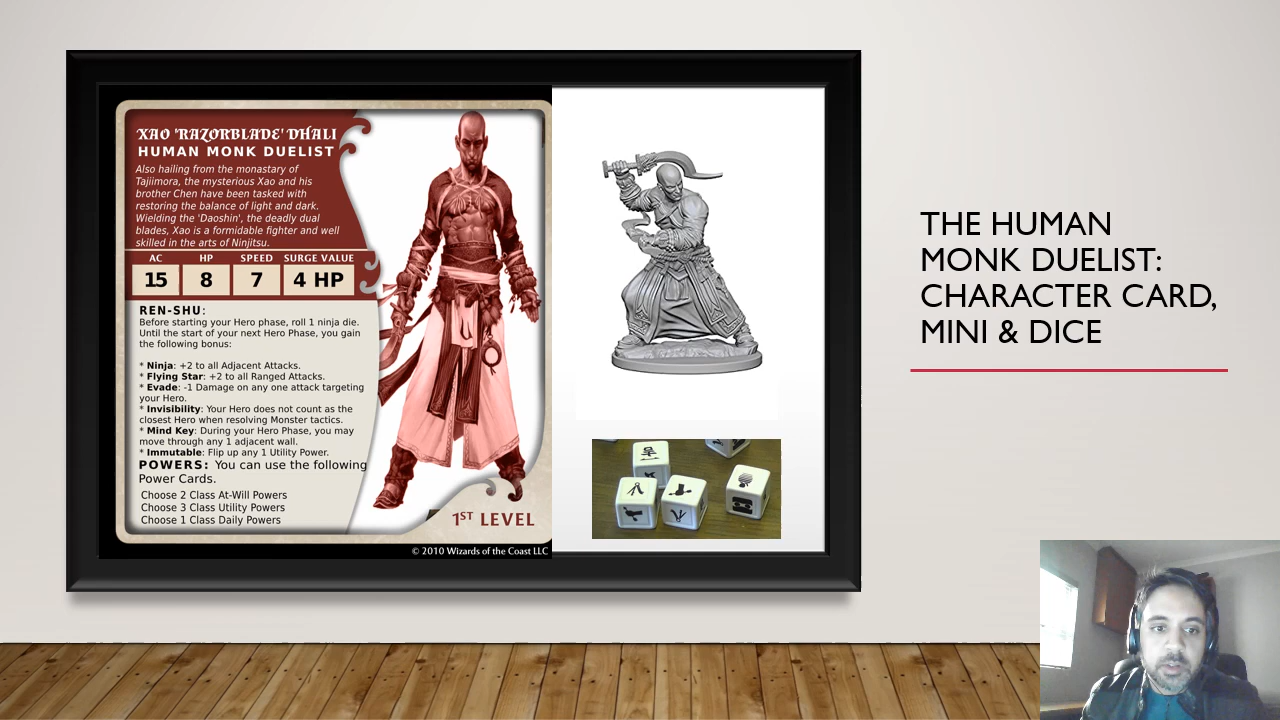 XAO 'RAZORBLADE' DHALI
HUMAN MONK DUELIST
Also hailing from the monastary of
Tajiimora, the mysterious Xao and his
brother Chen have been tasked with
restoring the balance of light and dark.
Wielding the 'Daoshin', the deadly dual
blades, Xao is a formidable fighter and well
skilled in the arts of Ninjitsu.
AC HP SPEED SURGE VALUE
15 8 7 4 HP
REN-SHU:
Before starting your Hero phase, roll 1 ninja die.
Until the start of your next Hero Phase, you gain
the following bonus:
* Ninja: +2 to all Adjacent Attacks.
* Flying Star: +2 to all Ranged Attacks.
* Evade: -1 Damage on any one attack targeting
your Hero.
* Invisibility: Your Hero does not count as the
closest Hero when resolving Monster tactics.
* Mind Key: During your Hero Phase, you may
move through any 1 adjacent wall.
* Immutable: Flip up any 1 Utility Power.
POWERS: You can use the following
Power Cards.
Choose 2 Class At-Will Powers
Choose 3 Class Utility Powers
Choose 1 Class Daily Powers
1ST LEVEL
© 2010 Wizards of the Coast LLC
THE HUMAN
MONK DUELIST:
CHARACTER CARD,
MINI & DICE